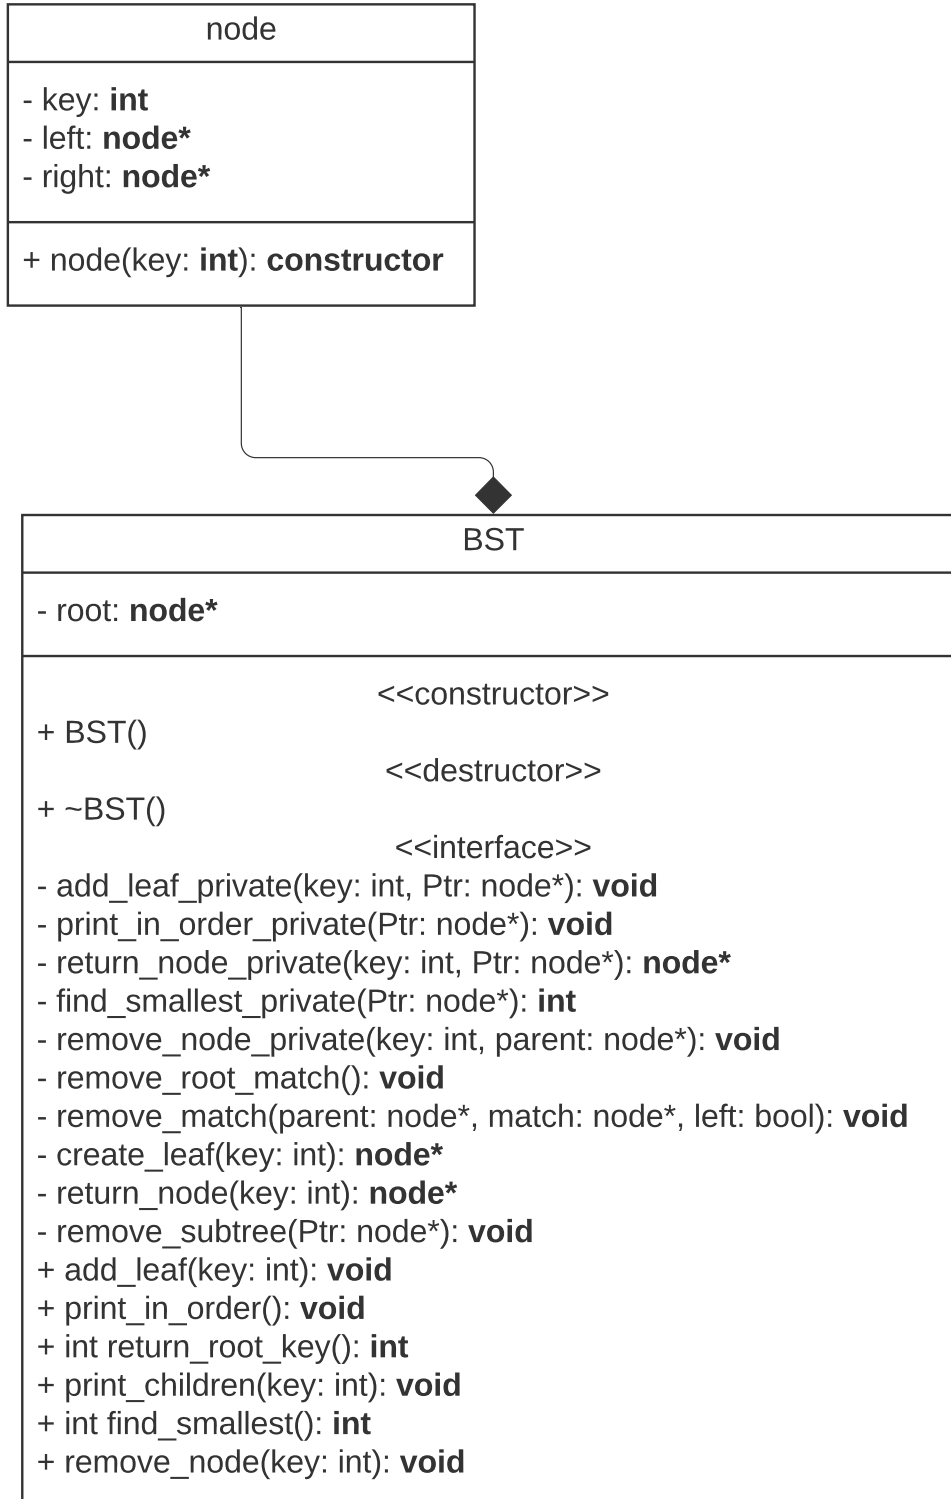 node
- key: int
- left: node*
- right: node*
+ node(key: int): constructor
BST
- root: node*
<<constructor>>
+ BST()
<<destructor>>
+ ~BST()
<<interface>>
- add_leaf_private(key: int, Ptr: node*): void
- print_in_order_private(Ptr: node*): void
- return_node_private(key: int, Ptr: node*): node*
- find_smallest_private(Ptr: node*): int
- remove_node_private(key: int, parent: node*): void
- remove_root_match(): void
- remove_match(parent: node*, match: node*, left: bool): void
- create_leaf(key: int): node*
- return_node(key: int): node*
- remove_subtree(Ptr: node*): void
+ add_leaf(key: int): void
+ print_in_order(): void
+ int return_root_key(): int
+ print_children(key: int): void
+ int find_smallest(): int
+ remove_node(key: int): void